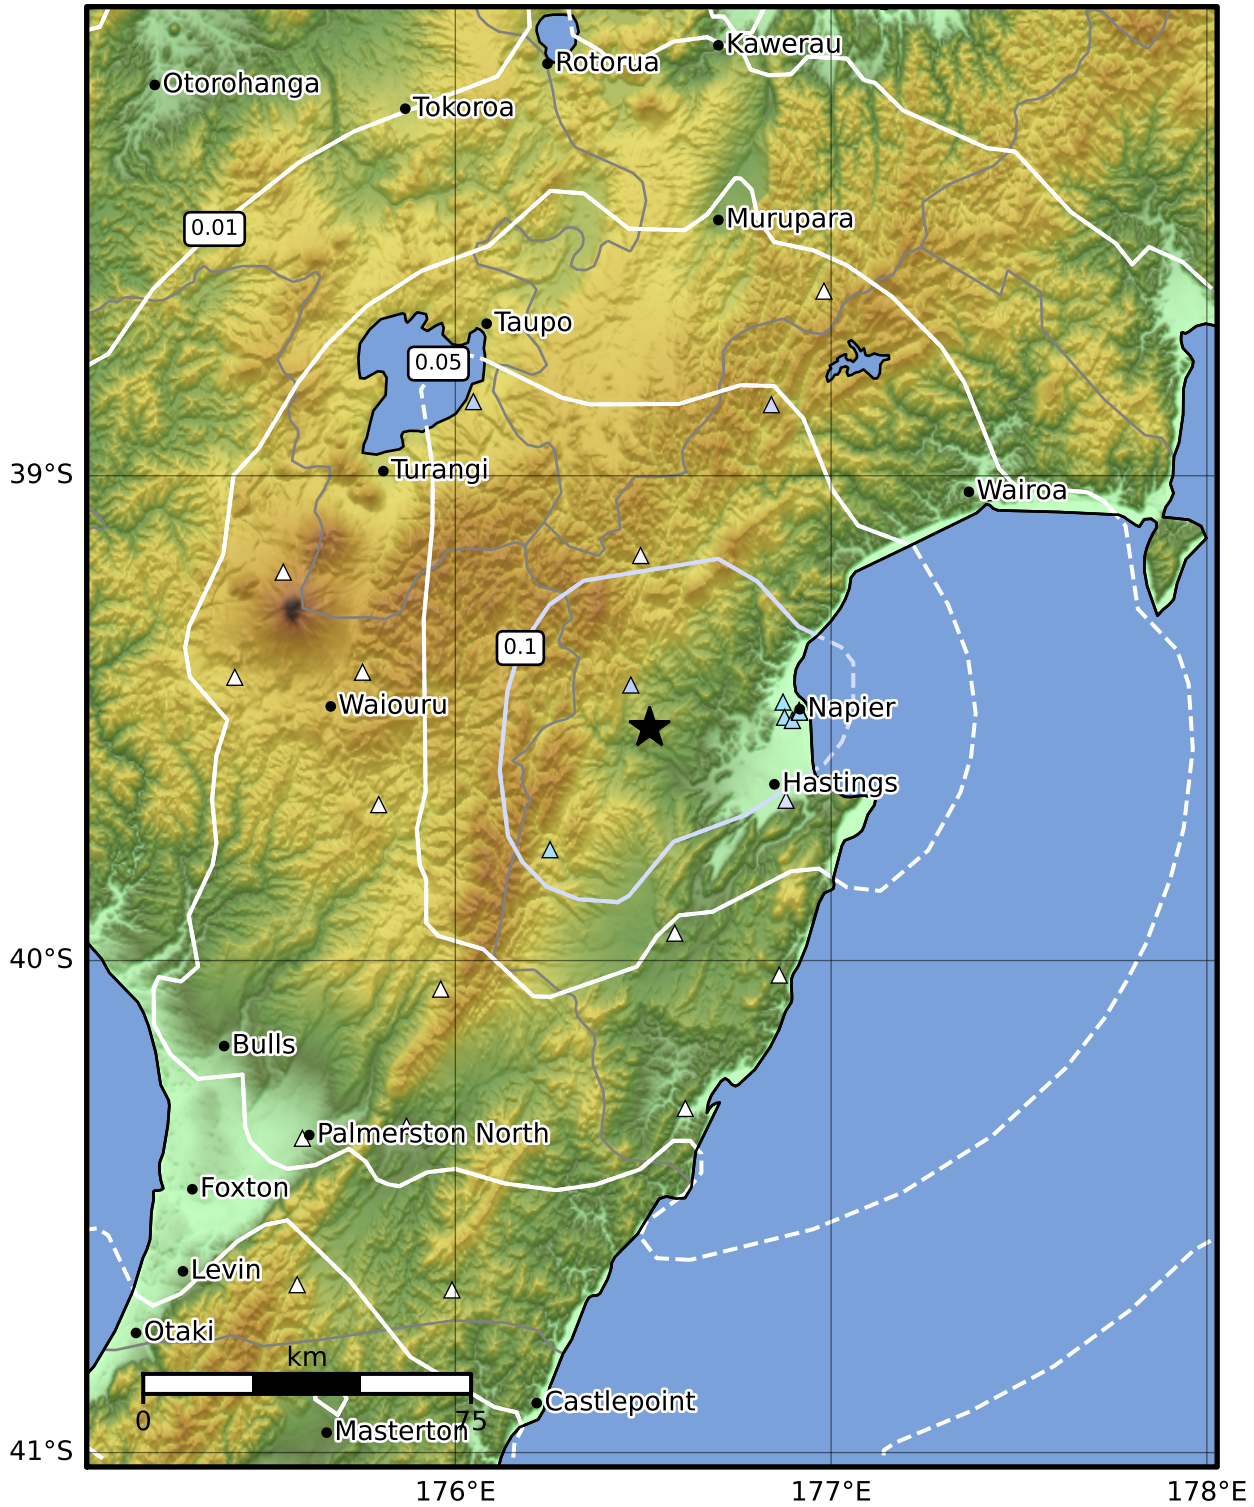 Kawerau
Rotorua
Otorohanga
Tokoroa
Murupara
0.01
Taupo
0.05
Turangi
39°S
Wairoa
0.1
Waiouru
Napier
Hastings
40°S
Bulls
Palmerston North
Foxton
Levin
Otaki
km
0
75
Castlepoint
Masterton
41°S
176°E
177°E
178°E